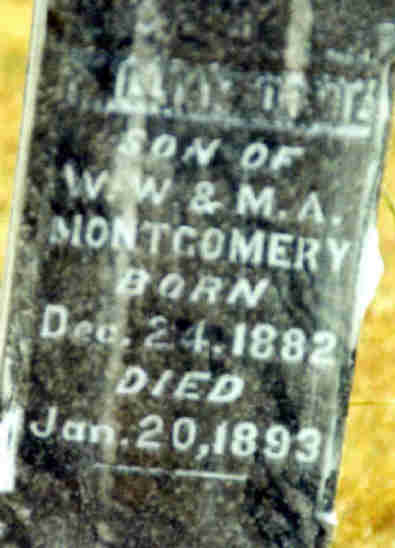 SON OF
W. W & M. A.
MONTGOMERY
BORN
Dec. 24. 1882
DIED
Jan. 20, 1893